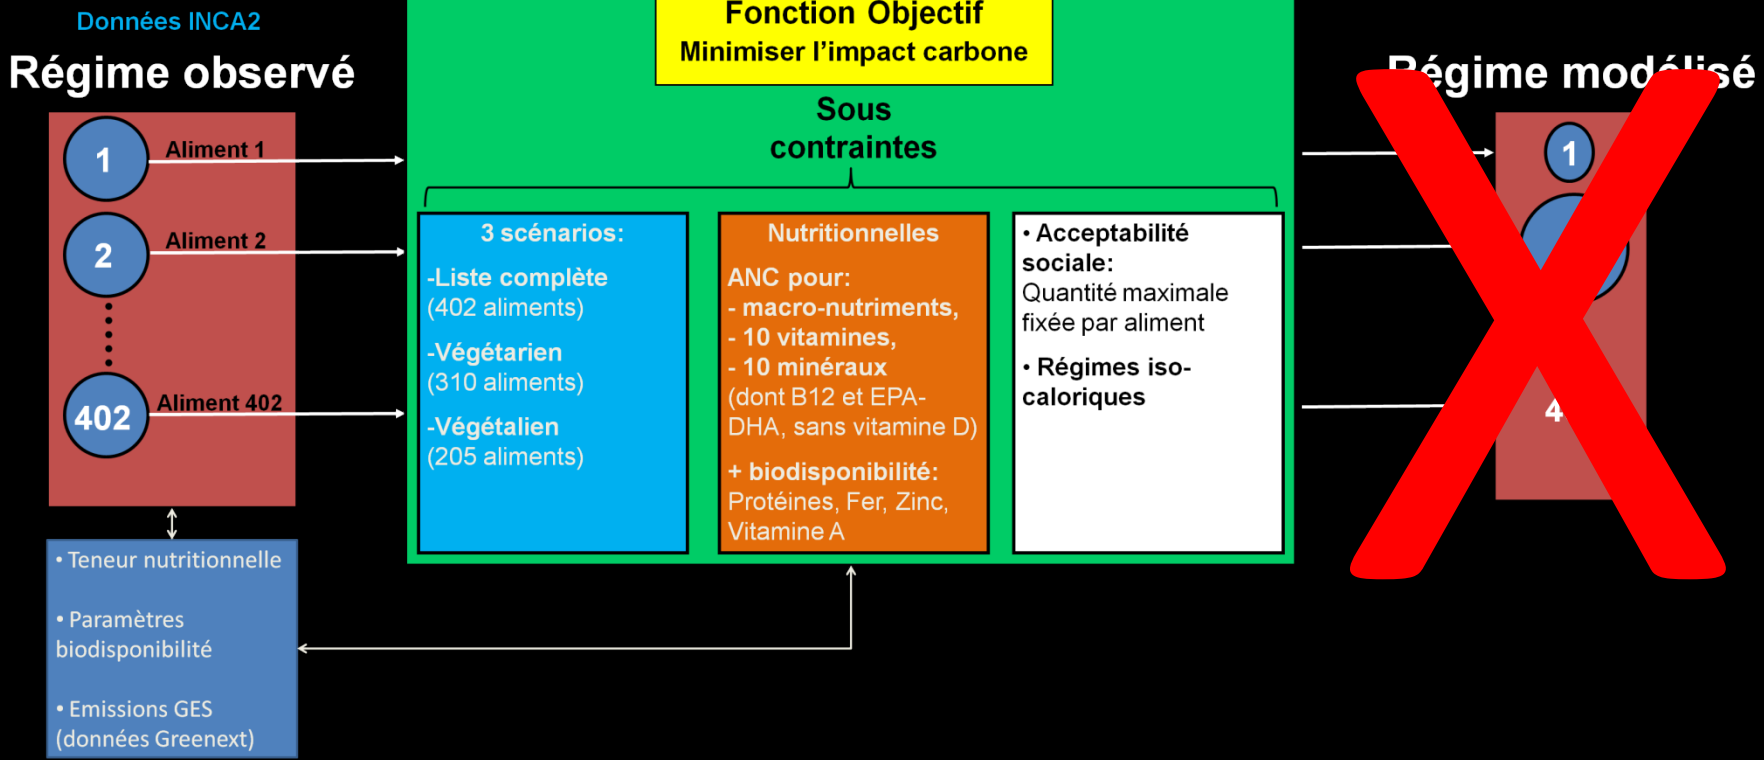 Données INCA2
Régime observé
1
Aliment 1
2
Aliment 2
402
Aliment 402
• Teneur nutritionnelle
• Paramètres
biodisponibilité
• Emissions GES
(données Greenext)
Fonction Objectif
Minimiser l'impact carbone
Sous
contraintes
3 scénarios:
-Liste complète
(402 aliments)
-Végétarien
(310 aliments)
-Végétalien
(205 aliments)
Nutritionnelles
ANC pour:
- macro-nutriments,
- 10 vitamines,
- 10 minéraux
(dont B12 et EPA-
DHA, sans vitamine D)
+ biodisponibilité:
Protéines, Fer, Zinc,
Vitamine A
• Acceptabilité
sociale:
Quantité maximale
fixée par aliment
• Régimes iso-
caloriques
Régime modélisé
1